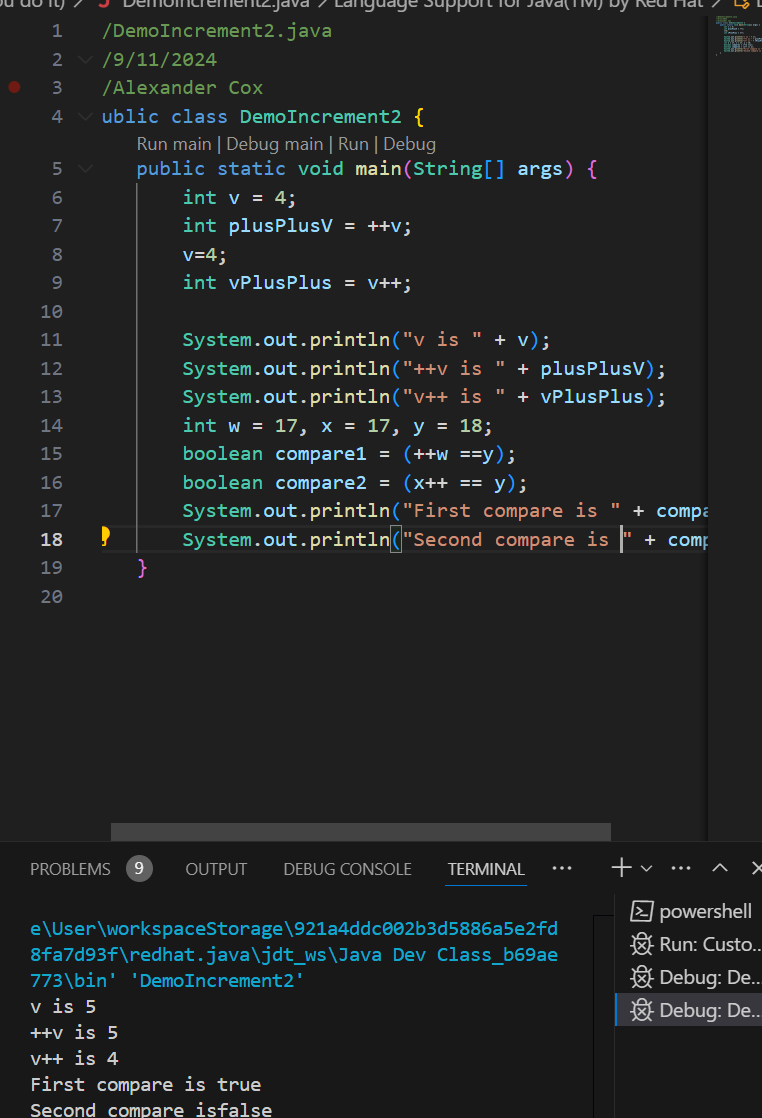 ou do it) > J DemoIncrement2.java > Language Support for Java(TM) by Red Hat >
1 /DemoIncrement2.java
2 /9/11/2024
3 /Alexander Cox
4 ublic class DemoIncrement2 {
Run main | Debug main | Run | Debug
5 public static void main(String[] args) {
6 int v = 4;
7 int plusPlusV = ++v;
8 v=4;
9 int vPlusPlus = v++;
10
11 System.out.println("v is " + v);
12 System.out.println("++v is " + plusPlusV);
13 System.out.println("v++ is " + vPlusPlus);
14 int w = 17, x = 17, y = 18;
15 boolean compare1 = (++w ==y);
16 boolean compare2 = (x++ == y);
17 System.out.println("First compare is " + compa
18 System.out.println("Second compare is " + comp
19 }
20
PROBLEMS 9 OUTPUT DEBUG CONSOLE TERMINAL
e\User\workspaceStorage\921a4ddc002b3d5886a5e2fd
8fa7d93f\redhat.java\jdt_ws\Java Dev Class_b69ae
773\bin' 'DemoIncrement2'
v is 5
++v is 5
v++ is 4
First compare is true
Second compare isfalse
powershell
Run: Custo...
Debug: De...
Debug: De...